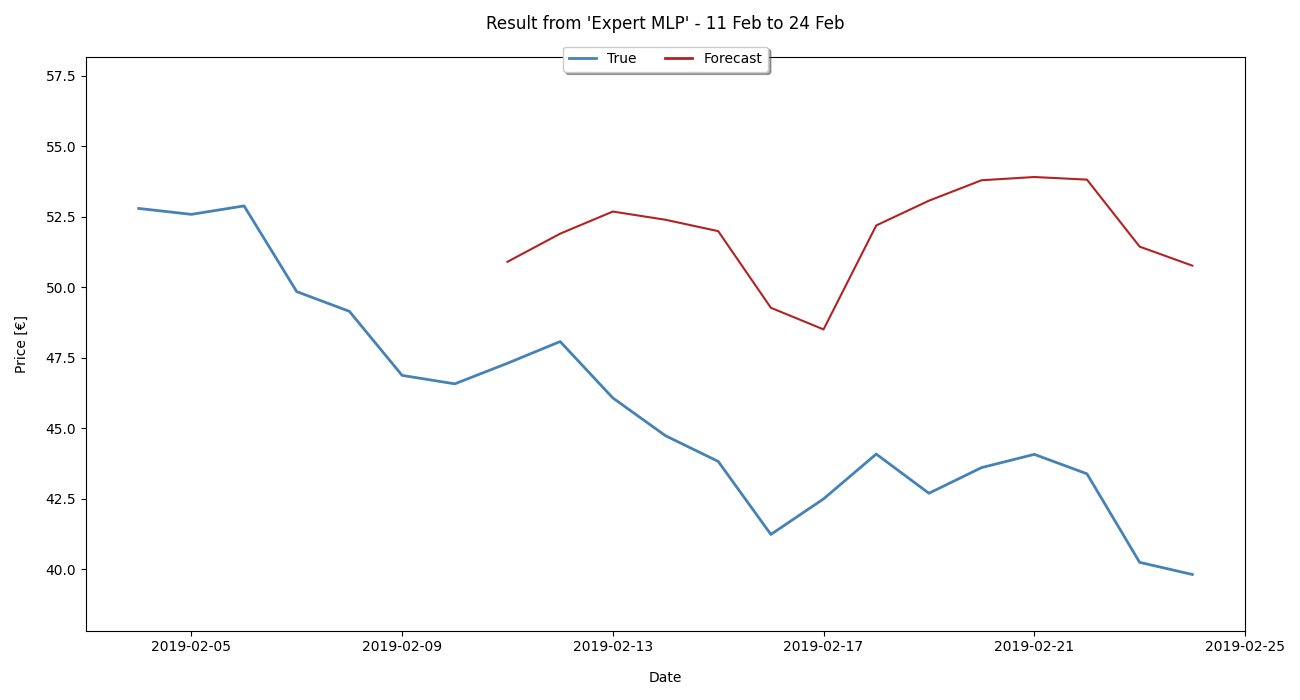 Result from 'Expert MLP' - 11 Feb to 24 Feb
True Forecast
57.5
55.0
52.5
50.0
47.5
45.0
42.5
40.0
Price [€]
2019-02-05 2019-02-09 2019-02-13 2019-02-17 2019-02-21 2019-02-25
Date